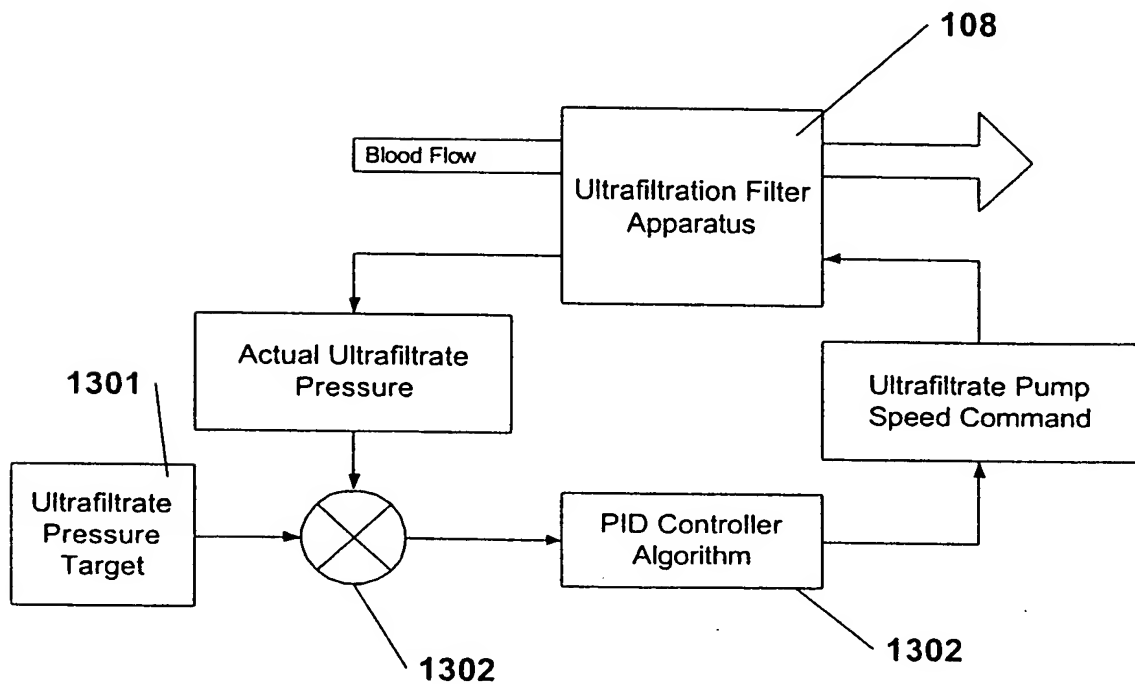 108
Blood Flow
Ultrafiltration Filter
Apparatus
Actual Ultrafiltrate
Pressure
1301
Ultrafiltrate Pump
Speed Command
Ultrafiltrate
Pressure
Target
PID Controller
Algorithm
1302
1302